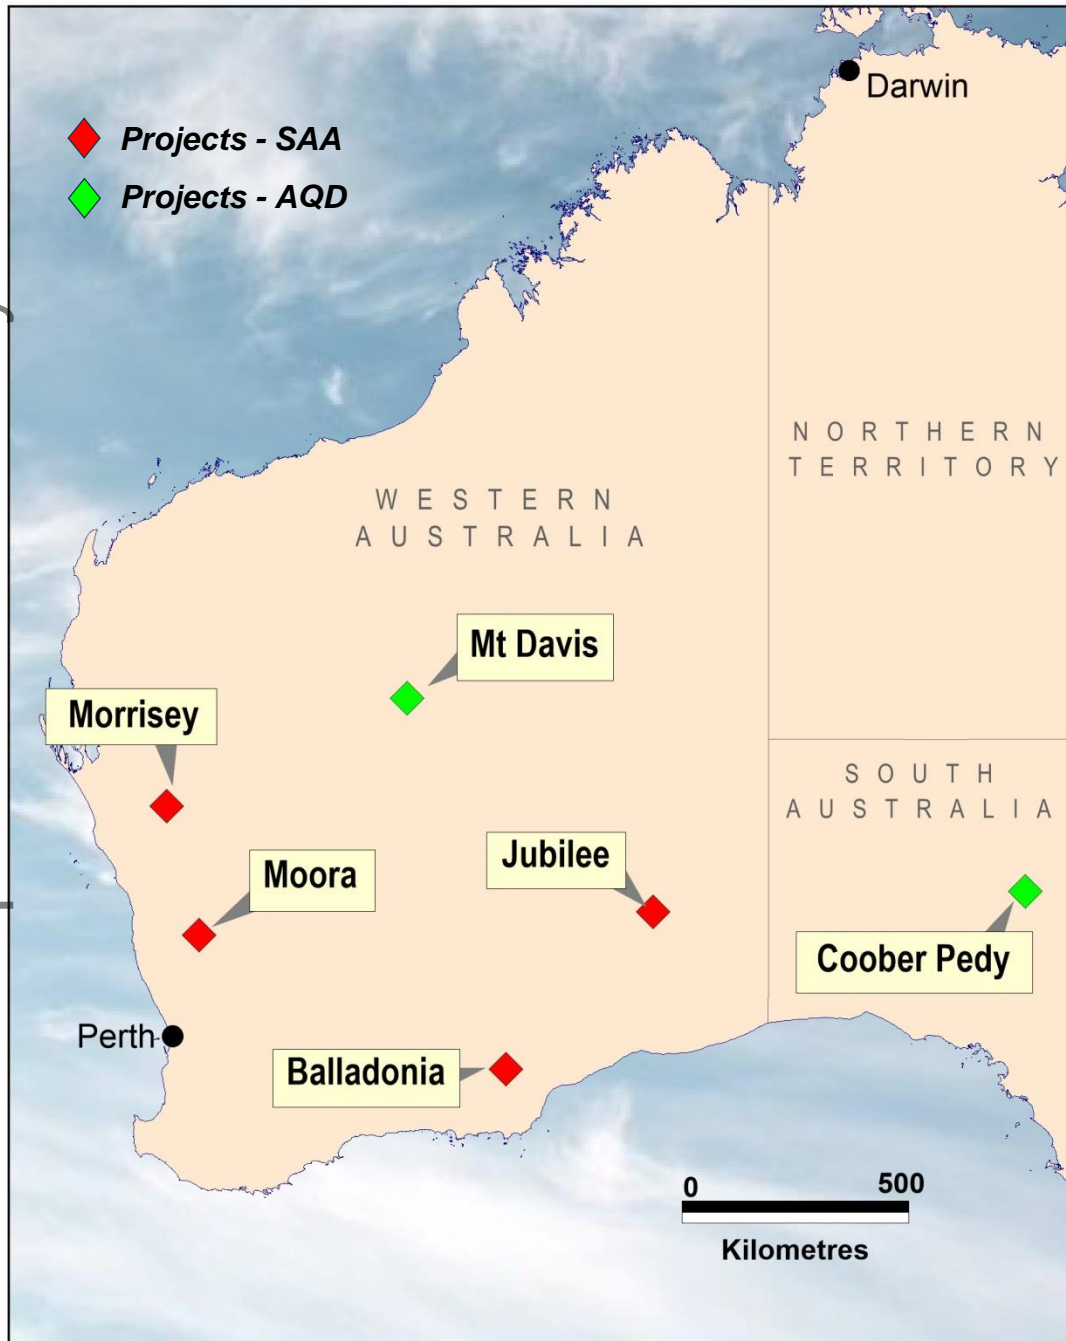 Darwin
Projects - SAA
Projects - AQD
NORTHERN
TERRITORY
WESTERN
AUSTRALIA
Mt Davis
Morrisey
SOUTH
AUSTRALIA
Jubilee
Moora
Coober Pedy
Perth
Balladonia
0 500
Kilometres